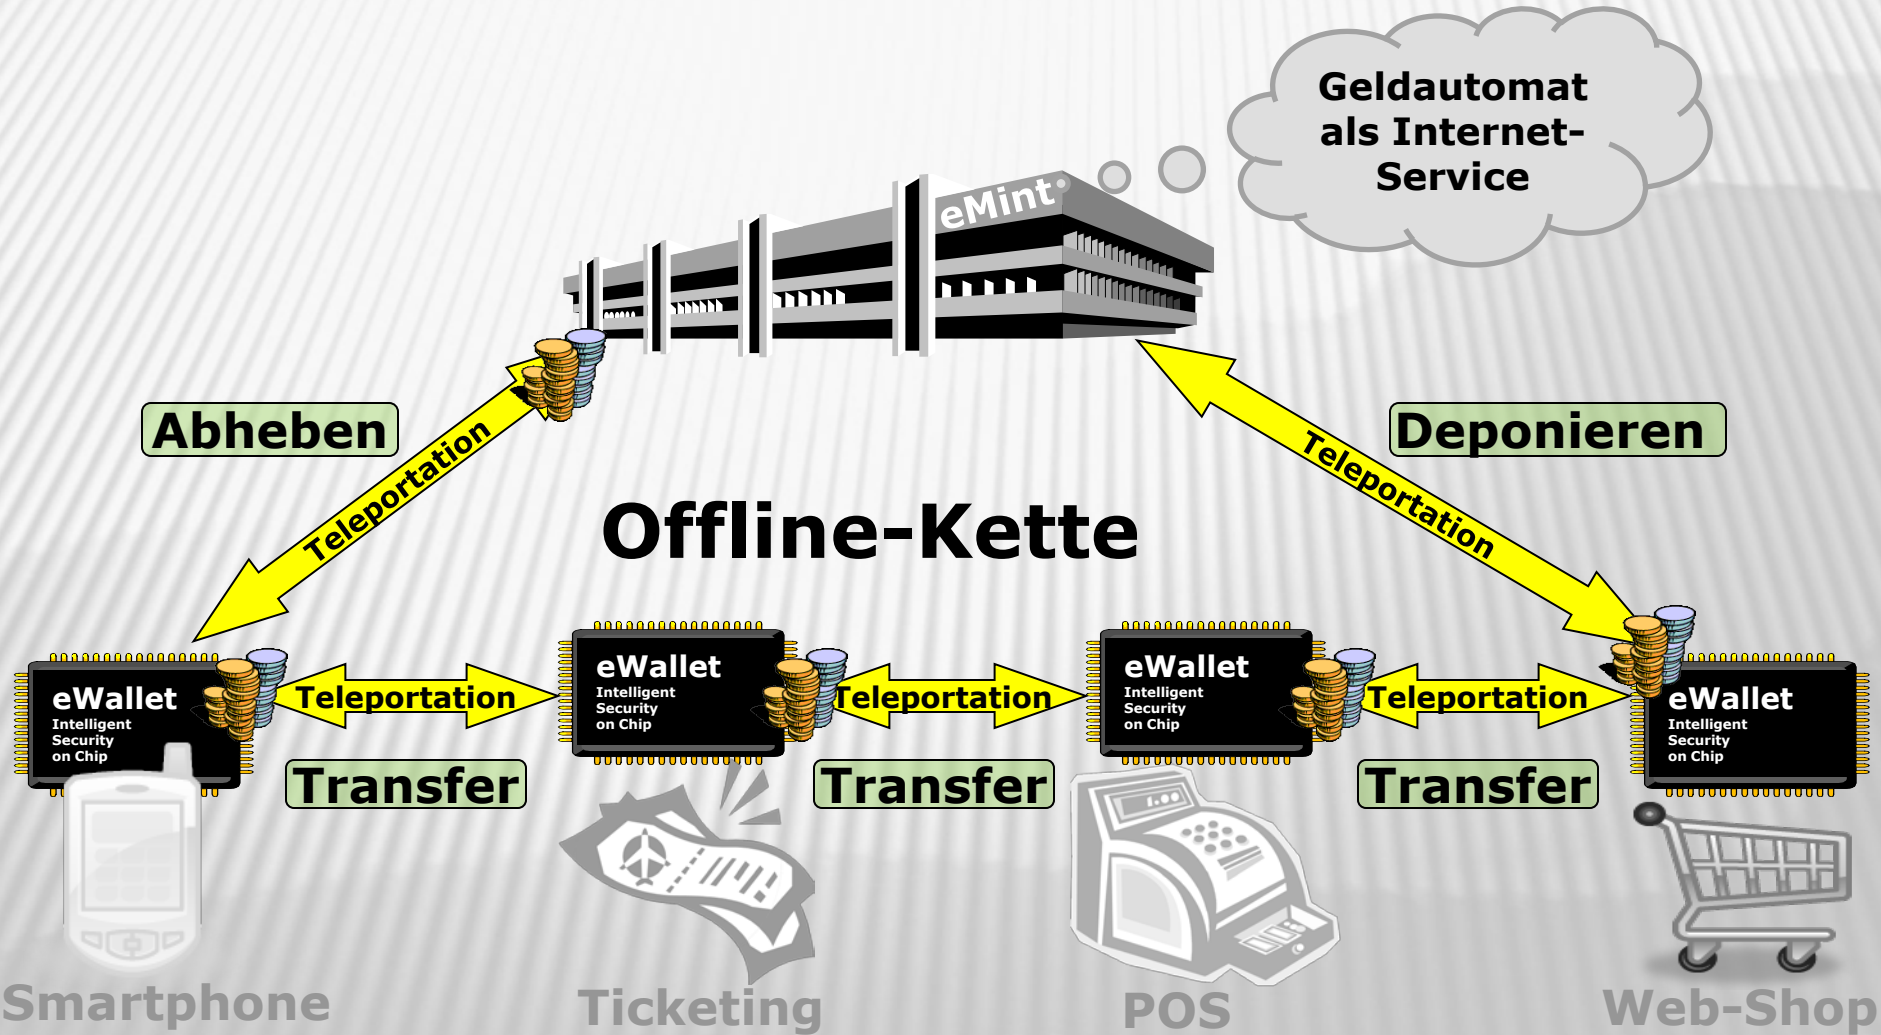 Geldautomat
als Internet-
Service
eMint
Abheben
Deponieren
Teleportation
Teleportation
Offline-Kette
eWallet
Intelligent
Security
on Chip
Teleportation
eWallet
Intelligent
Security
on Chip
Teleportation
eWallet
Intelligent
Security
on Chip
Teleportation
eWallet
Intelligent
Security
on Chip
Transfer
Transfer
Transfer
1.00
Smartphone
Ticketing
POS
Web-Shop